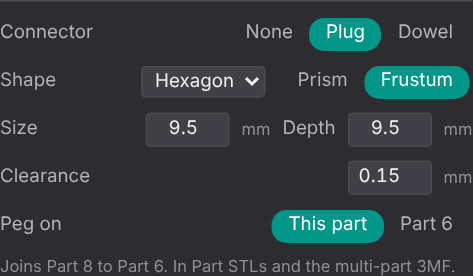 Connector None Plug Dowel
Shape Hexagon Prism Frustum
Size 9.5 mm Depth 9.5 mm
Clearance 0.15 mm
Peg on This part Part 6
Joins Part 8 to Part 6. In Part STLs and the multi-part 3MF.